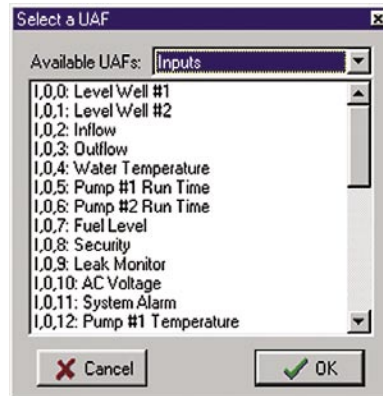 Select a UAF
Available UAFs: Inputs
I,0,0: Level Well #1
I,0,1: Level Well #2
I,0,2: Inflow
I,0,3: Outflow
I,0,4: Water Temperature
I,0,5: Pump #1 Run Time
I,0,6: Pump #2 Run Time
I,0,7: Fuel Level
I,0,8: Security
I,0,9: Leak Monitor
I,0,10: AC Voltage
I,0,11: System Alarm
I,0,12: Pump #1 Temperature
Cancel OK